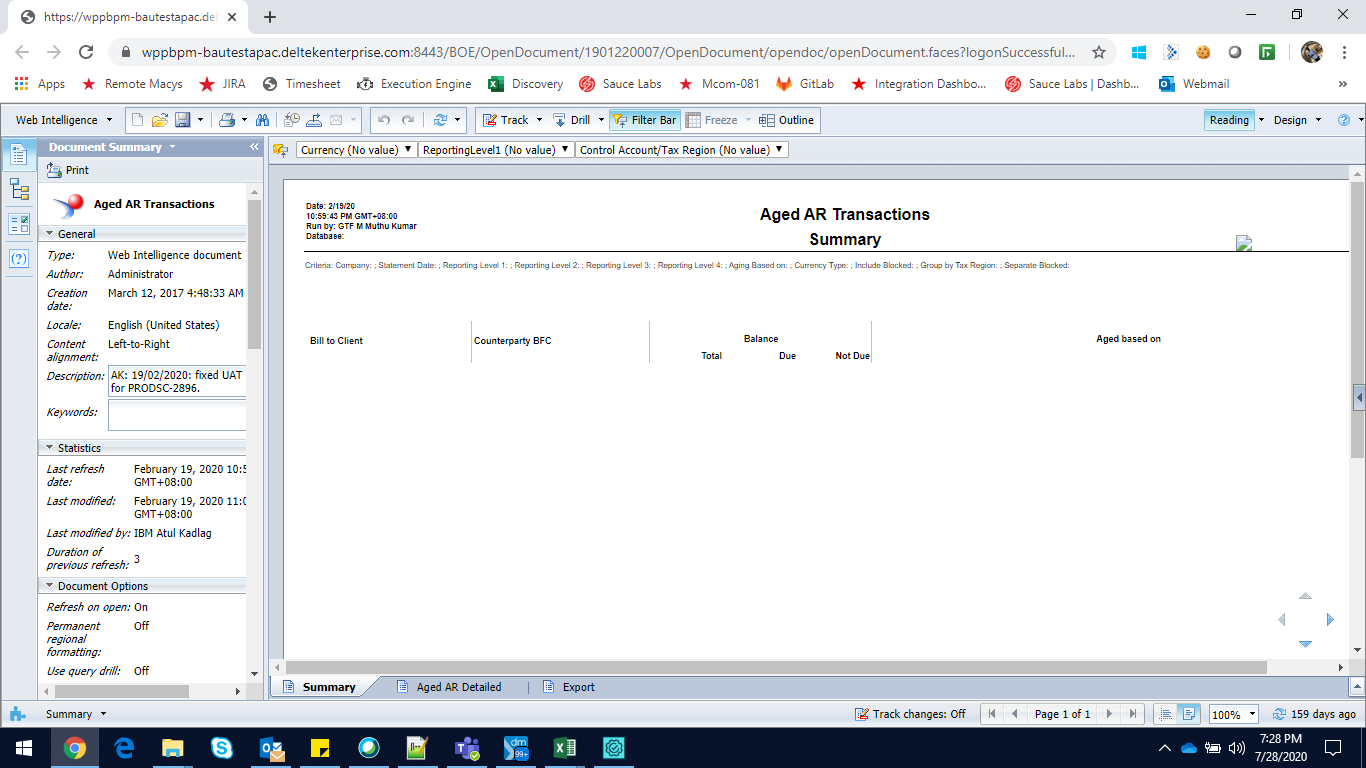 https://wppbpm-bautestapac.del
wppbpm-bautestapac.deltekenterprise.com:8443/BOE/OpenDocument/1901220007/OpenDocument/opendoc/openDocument.faces?logonSuccessful...
Apps Remote Macys JIRA Timesheet Execution Engine Discovery Sauce Labs Mcom-081 GitLab Integration Dashbo... Sauce Labs | Dashb... Webmail »
Web Intelligence Track Drill Filter Bar Freeze Outline Reading Design
Document Summary «
Print
Currency (No value) ReportingLevel1 (No value) Control Account/Tax Region (No value)
Aged AR Transactions
General
Type: Web Intelligence document
Author: Administrator
Creation date: March 12, 2017 4:48:33 AM
Locale: English (United States)
Content alignment: Left-to-Right
Description: AK: 19/02/2020: fixed UAT
for PRODSC-2896.
Keywords:
Statistics
Last refresh date: February 19, 2020 10:5
GMT+08:00
Last modified: February 19, 2020 11:0
GMT+08:00
Last modified by: IBM Atul Kadlag
Duration of previous refresh: 3
Document Options
Refresh on open: On
Permanent regional formatting: Off
Use query drill: Off
Date: 2/19/20
10:59:43 PM GMT+08:00
Run by: GTF M Muthu Kumar
Database:
Aged AR Transactions
Summary
Criteria: Company: ; Statement Date: ; Reporting Level 1: ; Reporting Level 2: ; Reporting Level 3: ; Reporting Level 4: ; Aging Based on: ; Currency Type: ; Include Blocked: ; Group by Tax Region: ; Separate Blocked:
Bill to Client Counterparty BFC Balance Aged based on
Total Due Not Due
Summary Aged AR Detailed Export
Summary Track changes: Off Page 1 of 1 100% 159 days ago
99+
7:28 PM
7/28/2020